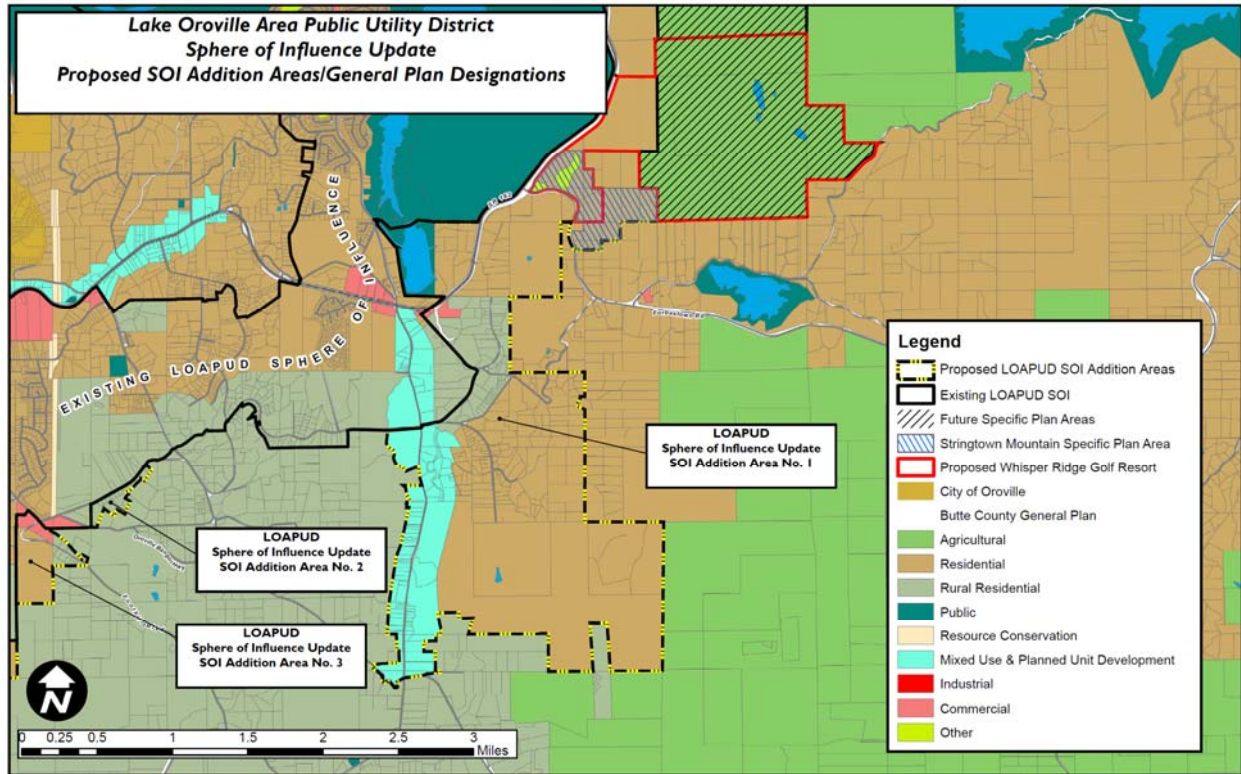 Lake Oroville Area Public Utility District
Sphere of Influence Update
Proposed SOI Addition Areas/General Plan Designations
EXISTING LOAPUD SPHERE OF INFLUENCE
SR 162
Forbestown Rd
LOAPUD
Sphere of Influence Update
SOI Addition Area No. 1
LOAPUD
Sphere of Influence Update
SOI Addition Area No. 2
LOAPUD
Sphere of Influence Update
SOI Addition Area No. 3
Legend
Proposed LOAPUD SOI Addition Areas
Existing LOAPUD SOI
Future Specific Plan Areas
Stringtown Mountain Specific Plan Area
Proposed Whisper Ridge Golf Resort
City of Oroville
Butte County General Plan
Agricultural
Residential
Rural Residential
Public
Resource Conservation
Mixed Use & Planned Unit Development
Industrial
Commercial
Other
N
0 0.25 0.5 1 1.5 2 2.5 3
Miles